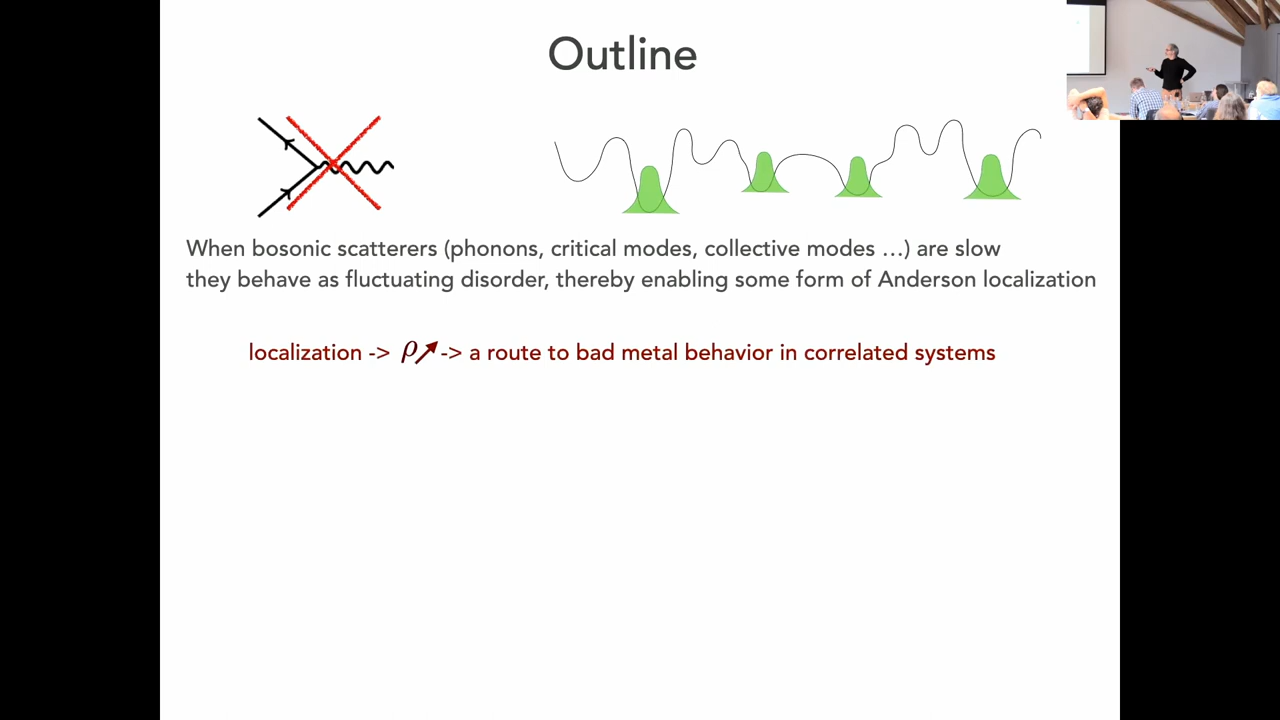 Outline
When bosonic scatterers (phonons, critical modes, collective modes …) are slow
they behave as fluctuating disorder, thereby enabling some form of Anderson localization
localization -> ρ↗ -> a route to bad metal behavior in correlated systems